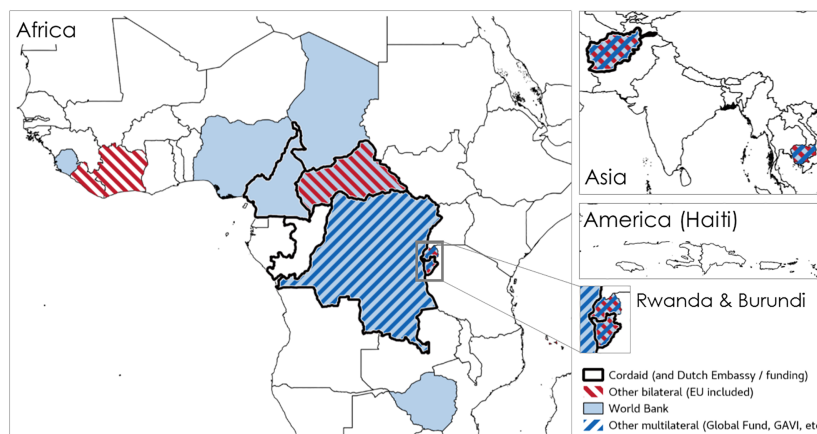 Africa
Asia
America (Haiti)
Rwanda & Burundi
Cordaid (and Dutch Embassy / funding)
Other bilateral (EU included)
World Bank
Other multilateral (Global Fund, GAVI, etc